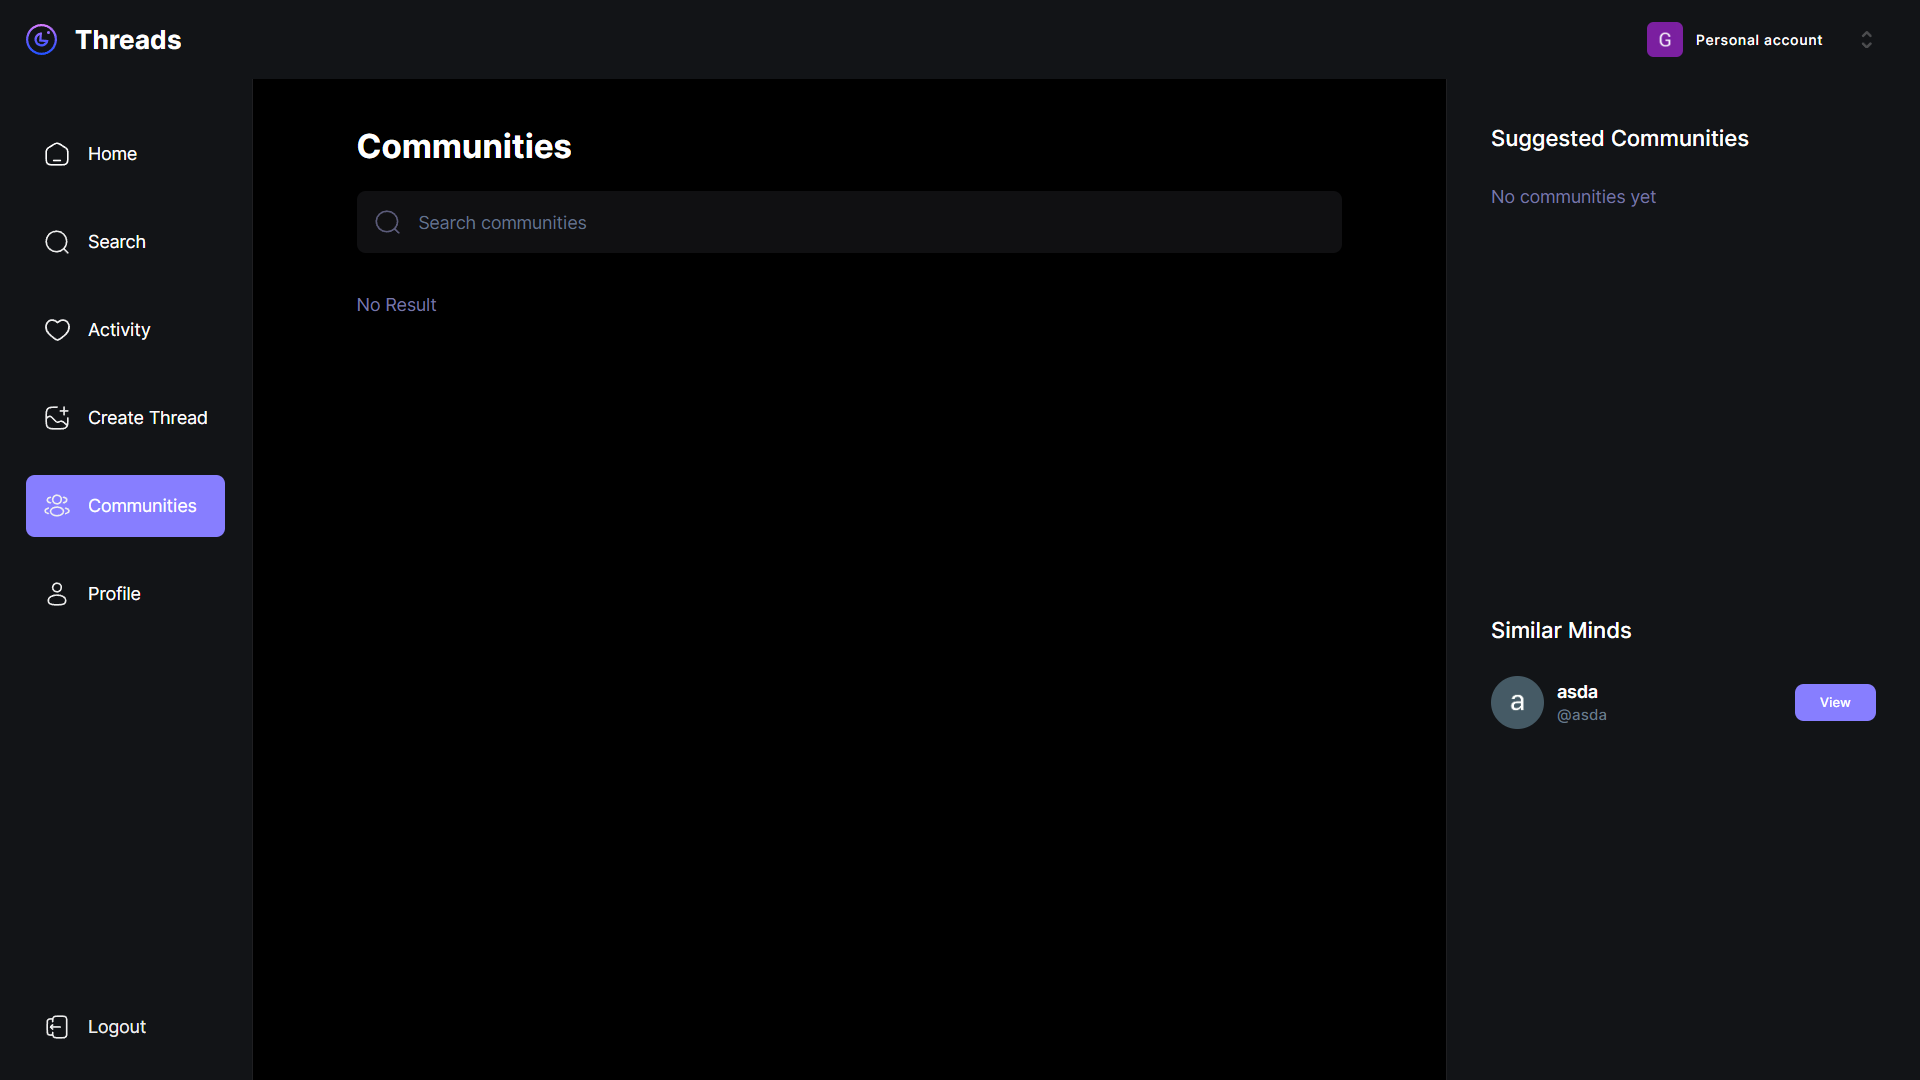 Threads
G
Personal account
Home
Search
Activity
Create Thread
Communities
Profile
Logout
Communities
Search communities
No Result
Suggested Communities
No communities yet
Similar Minds
a
asda
@asda
View